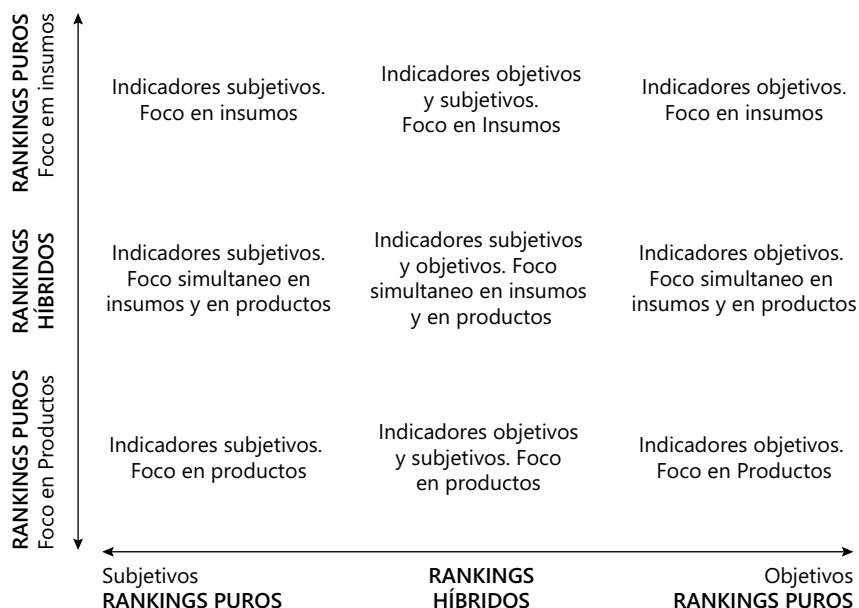 RANKINGS PUROS
Foco em insumos
Indicadores subjetivos.
Foco en insumos
Indicadores objetivos
y subjetivos.
Foco en Insumos
Indicadores objetivos.
Foco en insumos
RANKINGS
HÍBRIDOS
Indicadores subjetivos.
Foco simultaneo en
insumos y en productos
Indicadores subjetivos
y objetivos. Foco
simultaneo en insumos
y en productos
Indicadores objetivos.
Foco simultaneo en
insumos y en productos
RANKINGS PUROS
Foco en Productos
Indicadores subjetivos.
Foco en productos
Indicadores objetivos
y subjetivos. Foco
en productos
Indicadores objetivos.
Foco en Productos
Subjetivos
RANKINGS PUROS
RANKINGS
HÍBRIDOS
Objetivos
RANKINGS PUROS